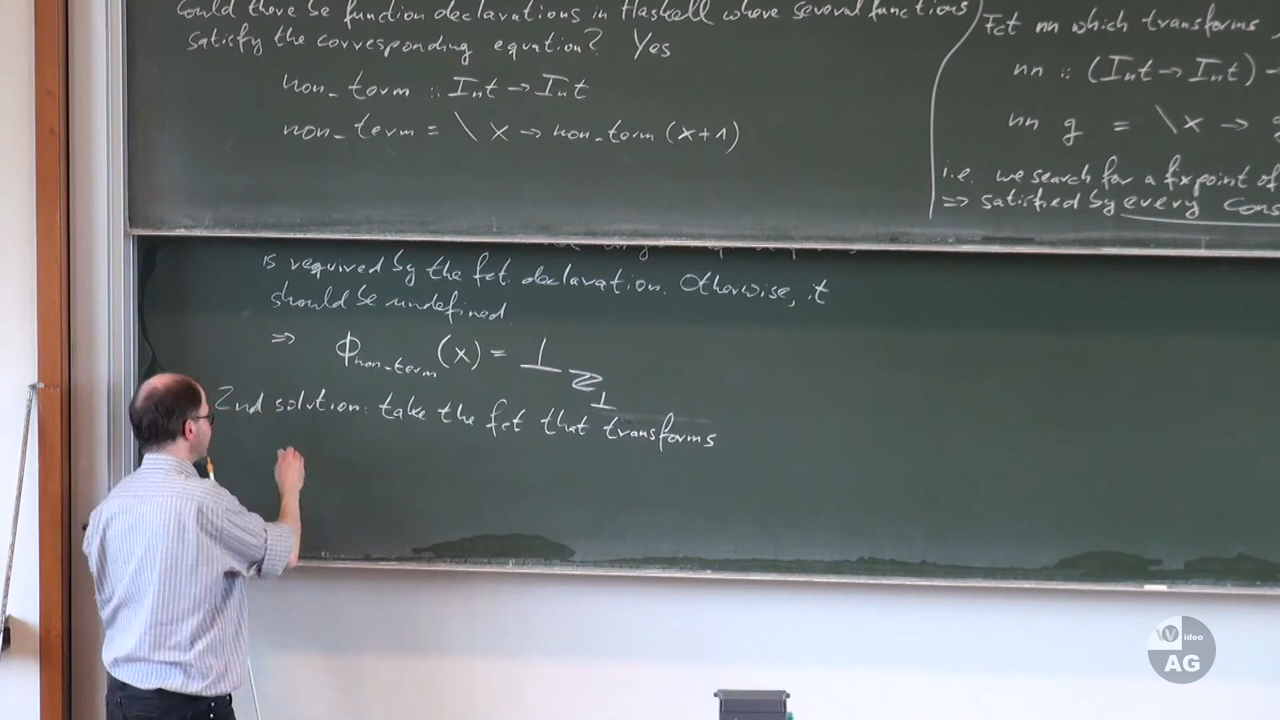 Could there be function declarations in Haskell where several functions
satisfy the corresponding equation? Yes
non_term :: Int → Int
non_term = \ x → non_term (x+1)
Fct nn which transforms
nn :: (Int → Int) →
nn g = \x → g
i.e. we search for a fixpoint of
=> satisfied by every cons
is required by the fct. declaration. Otherwise, it
should be undefined.
=> Φnon-term (x) = ⊥ℤ⊥
2nd solution: take the fct that transforms
Video
AG